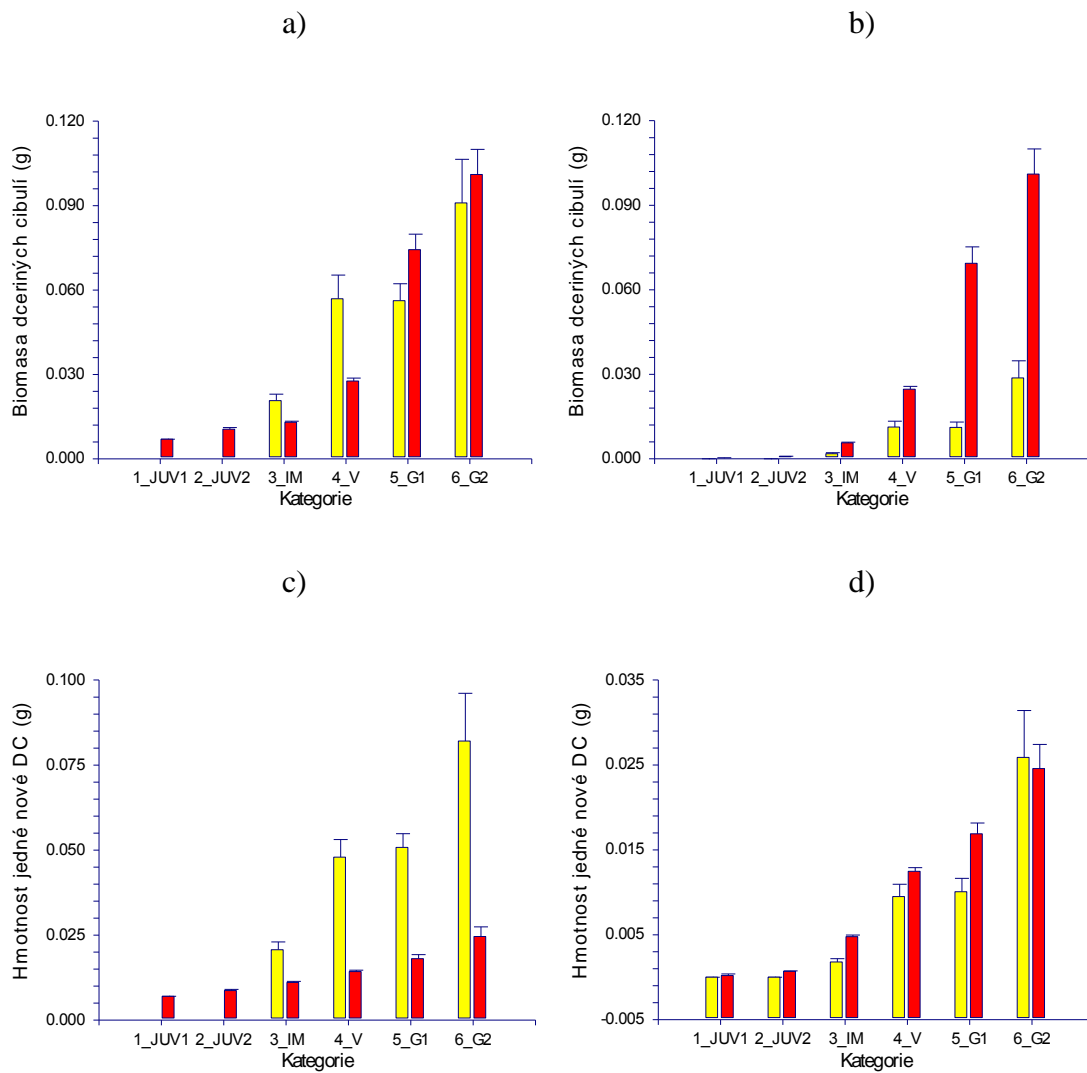 a)
Biomasa dceriných cibulí (g)
0.120
0.090
0.060
0.030
0.000
1_JUV1 2_JUV2 3_IM 4_V 5_G1 6_G2
Kategorie
b)
Biomasa dceriných cibulí (g)
0.120
0.090
0.060
0.030
0.000
1_JUV1 2_JUV2 3_IM 4_V 5_G1 6_G2
Kategorie
c)
Hmotnost jedné nové DC (g)
0.100
0.075
0.050
0.025
0.000
1_JUV1 2_JUV2 3_IM 4_V 5_G1 6_G2
Kategorie
d)
Hmotnost jedné nové DC (g)
0.035
0.025
0.015
0.005
-0.005
1_JUV1 2_JUV2 3_IM 4_V 5_G1 6_G2
Kategorie